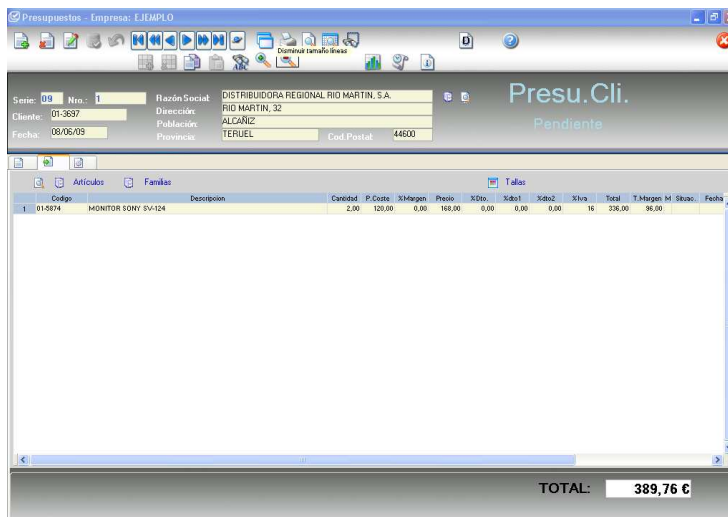 Presupuestos - Empresa: EJEMPLO
Disminuir tamaño lineas
Serie: 09 Nro.: 1
Cliente: 01-3697
Fecha: 08/06/09
Razón Social: DISTRIBUIDORA REGIONAL RIO MARTIN, S.A.
Dirección: RIO MARTIN, 32
Población: ALCAÑIZ
Provincia: TERUEL Cod.Postal: 44600
Presu.Cli.
Pendiente
Artículos Familias Tallas
Codigo Descripcion Cantidad P.Coste %Margen Precio %Dto. %dto1 %dto2 %Iva Total T.Margen M Situac. Fecha
1 01-5874 MONITOR SONY SV-124 2,00 120,00 0,00 168,00 0,00 0,00 0,00 16 336,00 96,00
TOTAL: 389,76 €